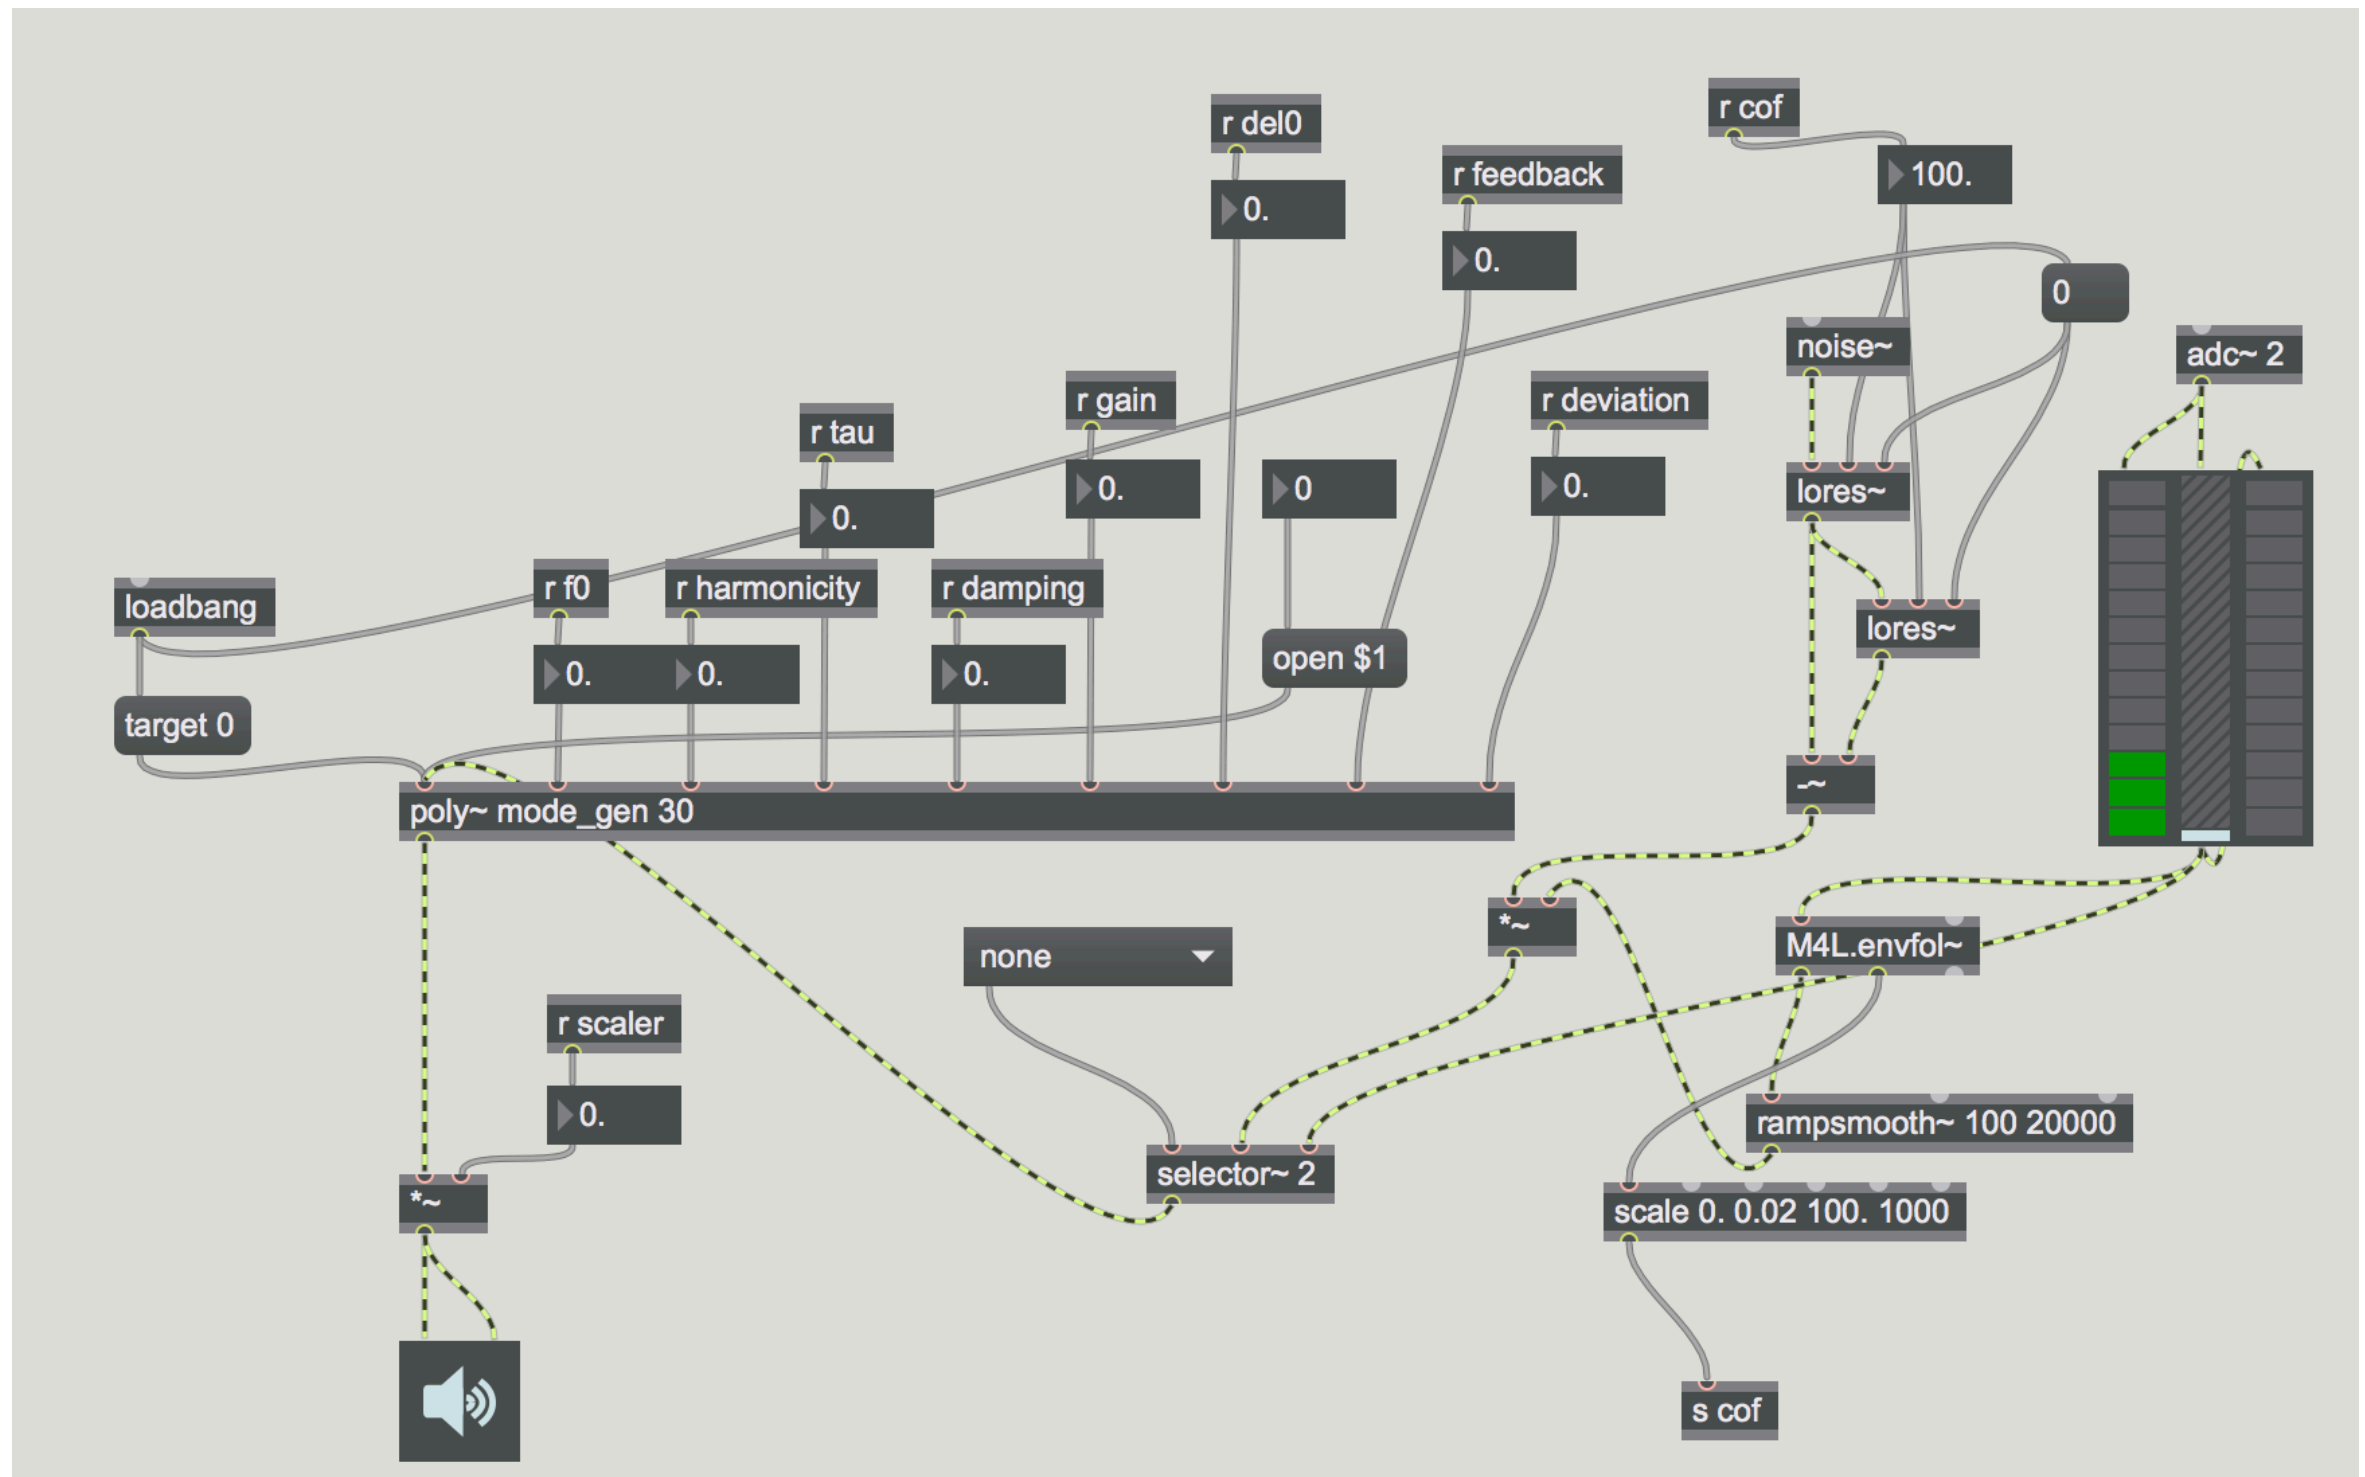 r cof
r del0
100.
r feedback
0.
0.
0
noise~
adc~ 2
r gain
r deviation
r tau
0.
0
0.
lores~
0.
r f0
r harmonicity
r damping
loadbang
lores~
0.
0.
0.
open $1
target 0
-~
poly~ mode_gen 30
*~
M4L.envfol~
none
r scaler
0.
rampsmooth~ 100 20000
selector~ 2
*~
scale 0. 0.02 100. 1000
s cof